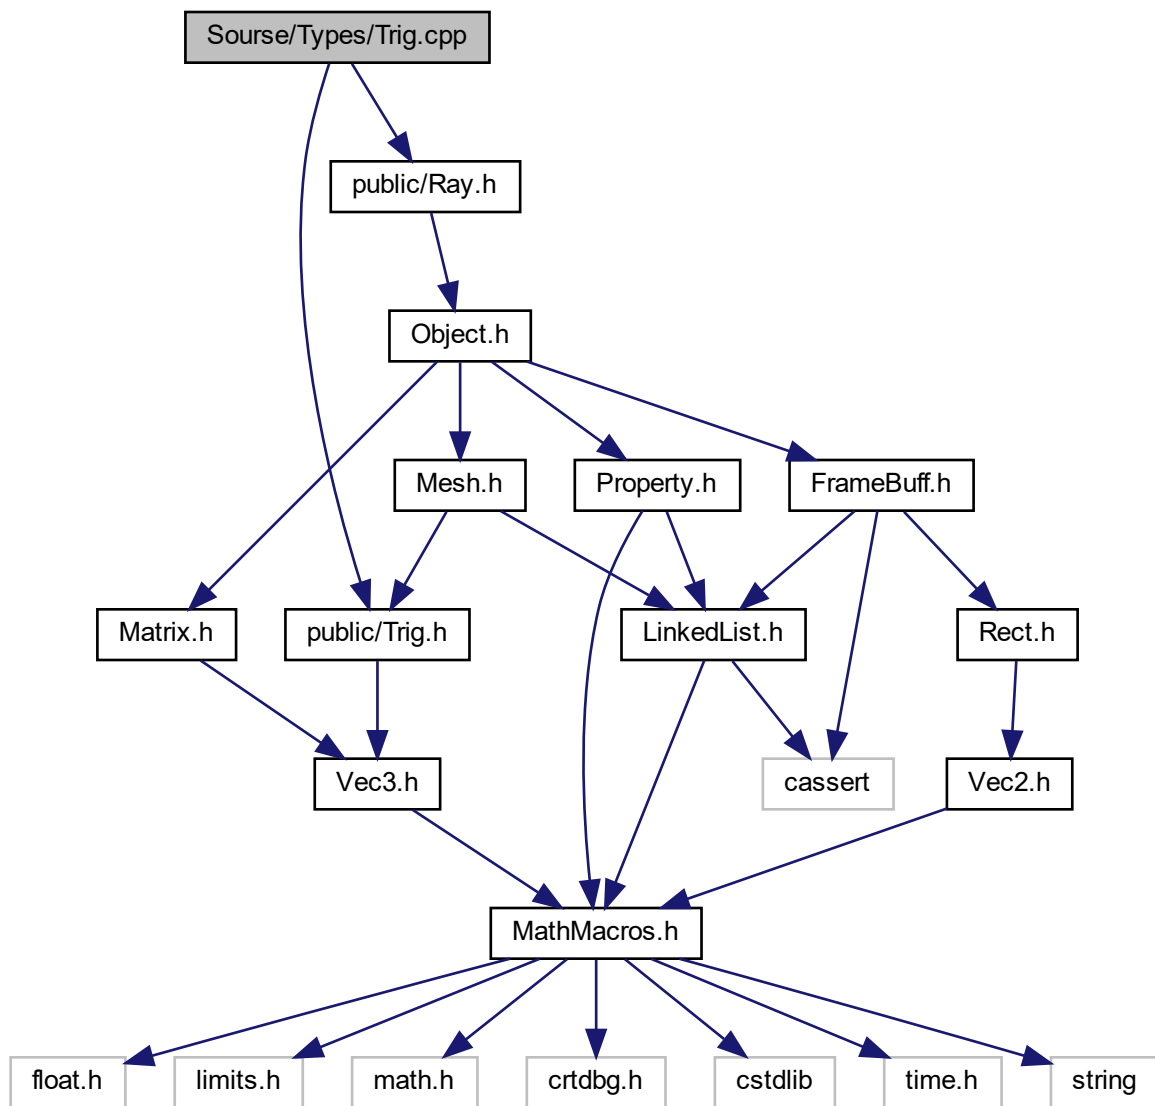 Sourse/Types/Trig.cpp
public/Ray.h
Object.h
Mesh.h
Property.h
FrameBuff.h
Matrix.h
public/Trig.h
LinkedList.h
Rect.h
Vec3.h
cassert
Vec2.h
MathMacros.h
float.h
limits.h
math.h
crtdbg.h
cstdlib
time.h
string